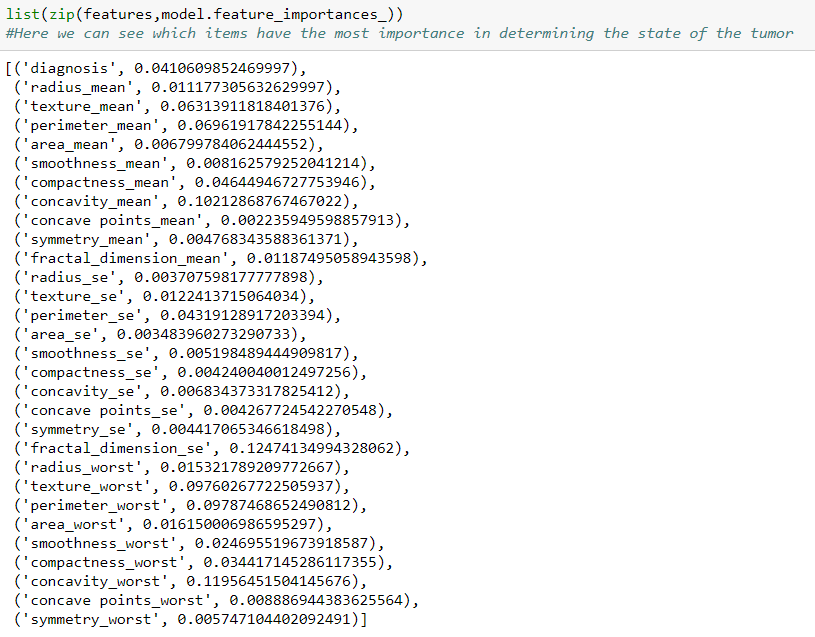 list(zip(features,model.feature_importances_))
#Here we can see which items have the most importance in determining the state of the tumor
[('diagnosis', 0.0410609852469997),
('radius_mean', 0.011177305632629997),
('texture_mean', 0.06313911818401376),
('perimeter_mean', 0.06961917842255144),
('area_mean', 0.006799784062444552),
('smoothness_mean', 0.008162579252041214),
('compactness_mean', 0.04644946727753946),
('concavity_mean', 0.10212868767467022),
('concave points_mean', 0.002235949598857913),
('symmetry_mean', 0.004768343588361371),
('fractal_dimension_mean', 0.01187495058943598),
('radius_se', 0.003707598177777898),
('texture_se', 0.0122413715064034),
('perimeter_se', 0.04319128917203394),
('area_se', 0.003483960273290733),
('smoothness_se', 0.005198489444909817),
('compactness_se', 0.004240040012497256),
('concavity_se', 0.006834373317825412),
('concave points_se', 0.004267724542270548),
('symmetry_se', 0.004417065346618498),
('fractal_dimension_se', 0.12474134994328062),
('radius_worst', 0.015321789209772667),
('texture_worst', 0.09760267722505937),
('perimeter_worst', 0.09787468652490812),
('area_worst', 0.016150006986595297),
('smoothness_worst', 0.024695519673918587),
('compactness_worst', 0.034417145286117355),
('concavity_worst', 0.11956451504145676),
('concave points_worst', 0.008886944383625564),
('symmetry_worst', 0.005747104402092491)]